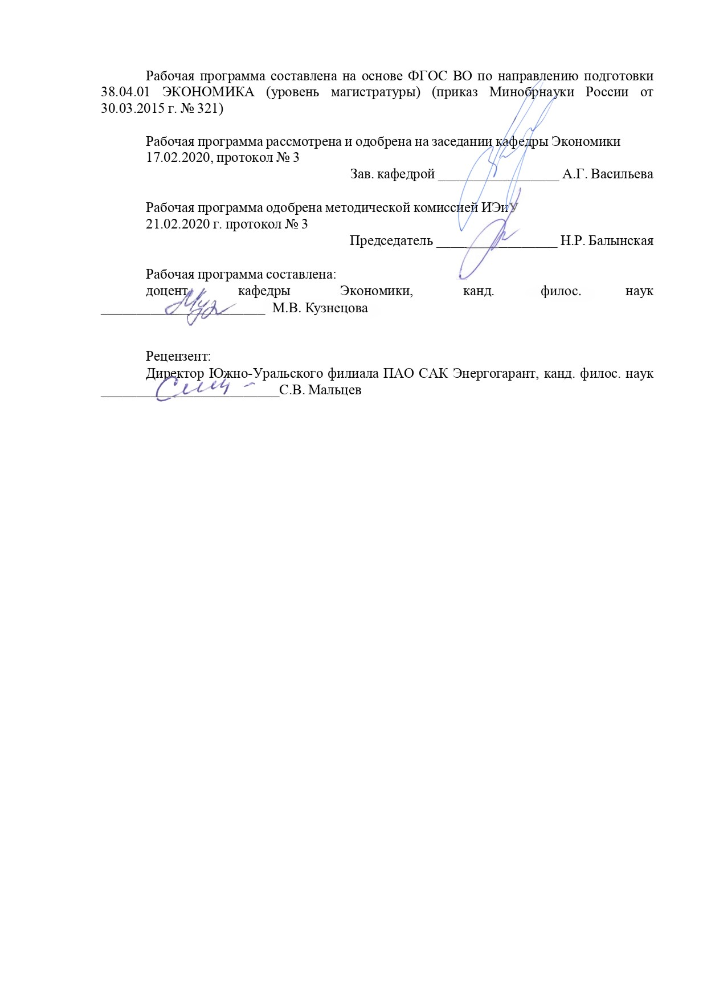 Рабочая программа составлена на основе ФГОС ВО по направлению подготовки
38.04.01 ЭКОНОМИКА (уровень магистратуры) (приказ Минобрнауки России от
30.03.2015 г. № 321)
Рабочая программа рассмотрена и одобрена на заседании кафедры Экономики
17.02.2020, протокол № 3
Зав. кафедрой _________________ А.Г. Васильева
Рабочая программа одобрена методической комиссией ИЭиУ
21.02.2020 г. протокол № 3
Председатель _________________ Н.Р. Балынская
Рабочая программа составлена:
доцент кафедры Экономики, канд. филос. наук
_______________________ М.В. Кузнецова
Рецензент:
Директор Южно-Уральского филиала ПАО САК Энергогарант, канд. филос. наук
_________________________С.В. Мальцев